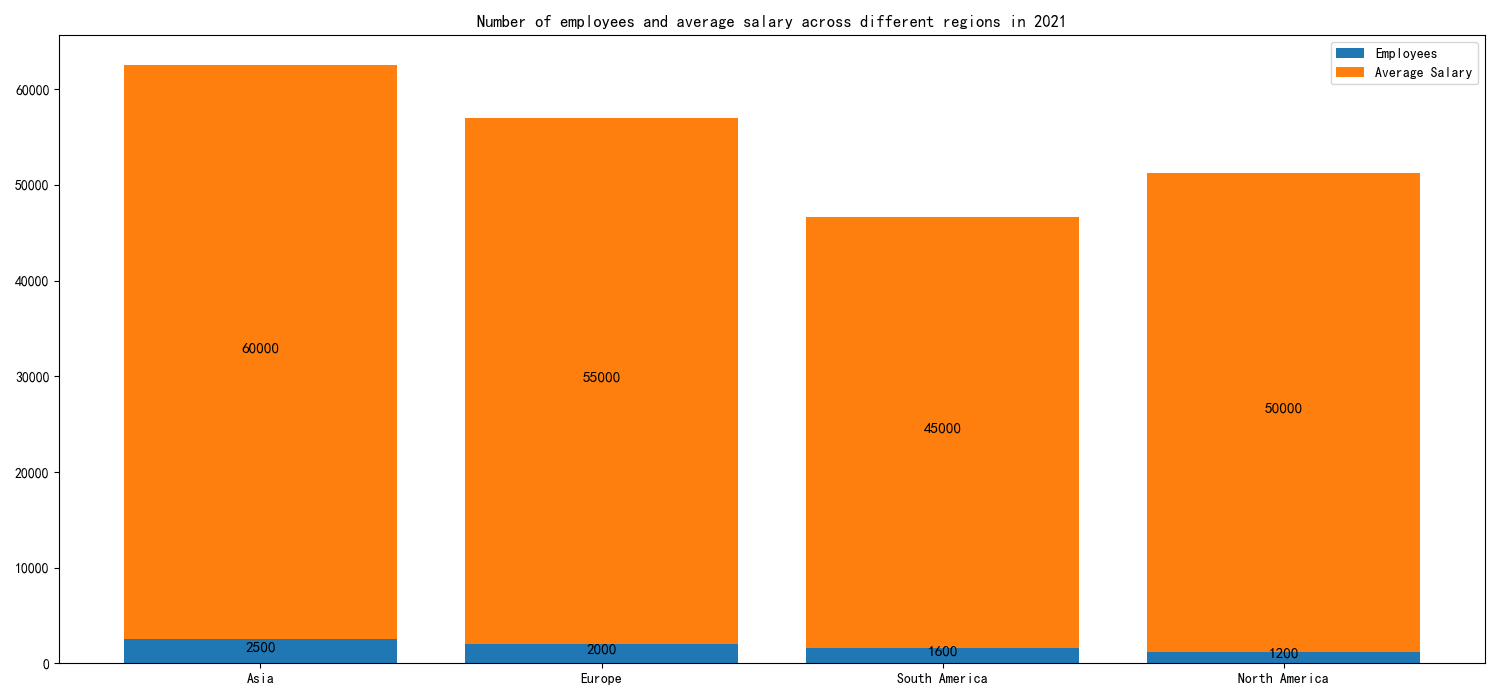 Number of employees and average salary across different regions in 2021
Employees
Average Salary
60000
50000
40000
30000
20000
10000
0
60000
55000
45000
50000
2500
2000
1600
1200
Asia
Europe
South America
North America